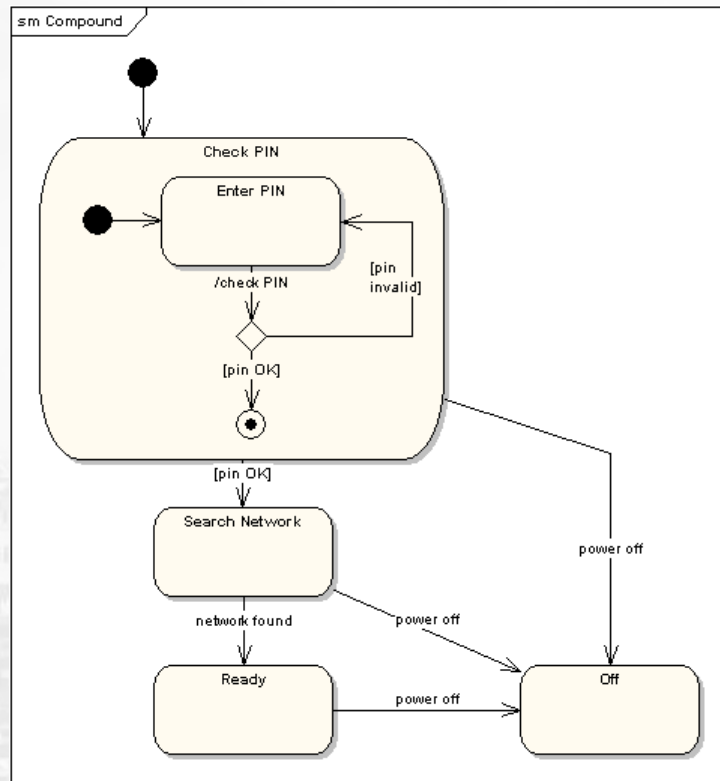 sm Compound
Check PIN
Enter PIN
/check PIN
[pin
invalid]
[pin OK]
[pin OK]
Search Network
power off
network found
power off
Ready
Off
power off